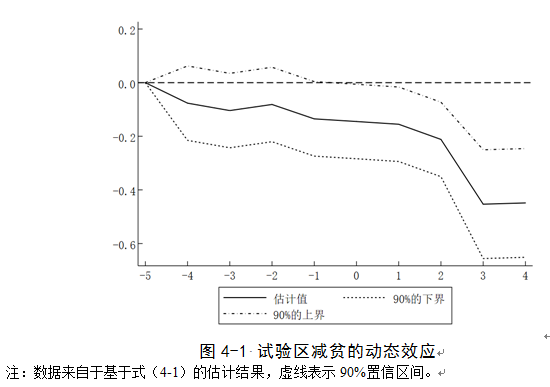 0.2
0.0
-0.2
-0.4
-0.6
-5 -4 -3 -2 -1 0 1 2 3 4
估计值 90%的下界
90%的上界
图 4-1 试验区减贫的动态效应
注：数据来自于基于式（4-1）的估计结果，虚线表示 90%置信区间。